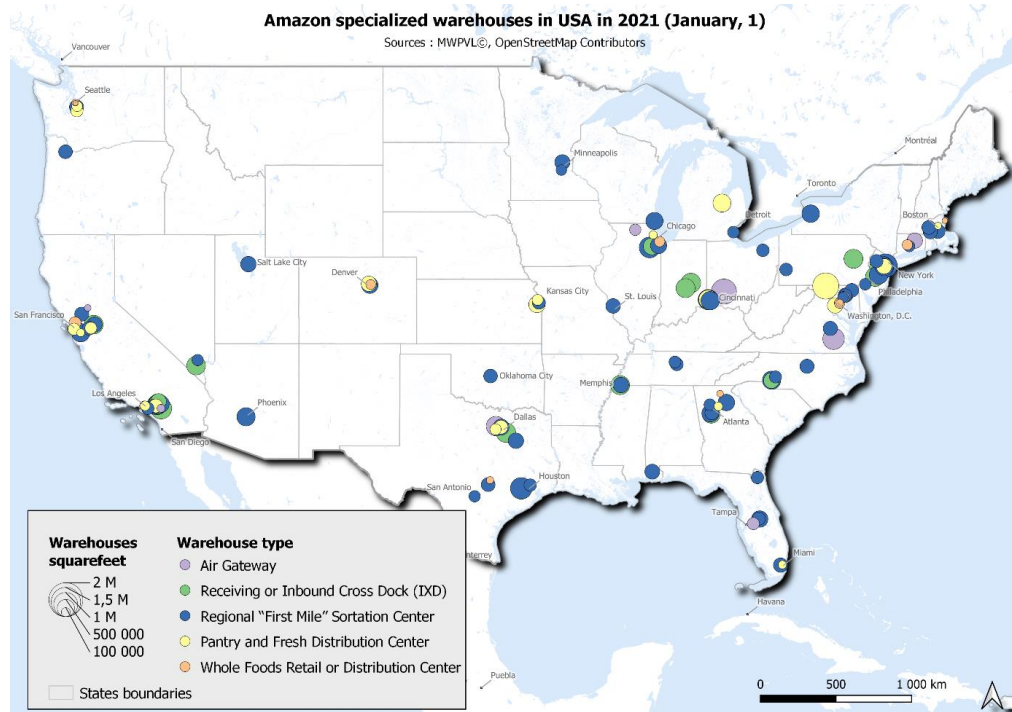 Amazon specialized warehouses in USA in 2021 (January, 1)
Sources : MWPVL©, OpenStreetMap Contributors
Vancouver
Seattle
Montréal
Minneapolis
Toronto
Boston
Detroit
Chicago
Salt Lake City
Denver
New York
Kansas City
St. Louis
Cincinnati
Philadelphia
San Francisco
Washington, D.C.
Oklahoma City
Memphis
Los Angeles
Phoenix
Dallas
Atlanta
San Diego
Houston
San Antonio
Tampa
Miami
nterrey
Havana
Puebla
Warehouses
squarefeet
2 M
1,5 M
1 M
500 000
100 000
Warehouse type
Air Gateway
Receiving or Inbound Cross Dock (IXD)
Regional “First Mile” Sortation Center
Pantry and Fresh Distribution Center
Whole Foods Retail or Distribution Center
States boundaries
0 500 1 000 km